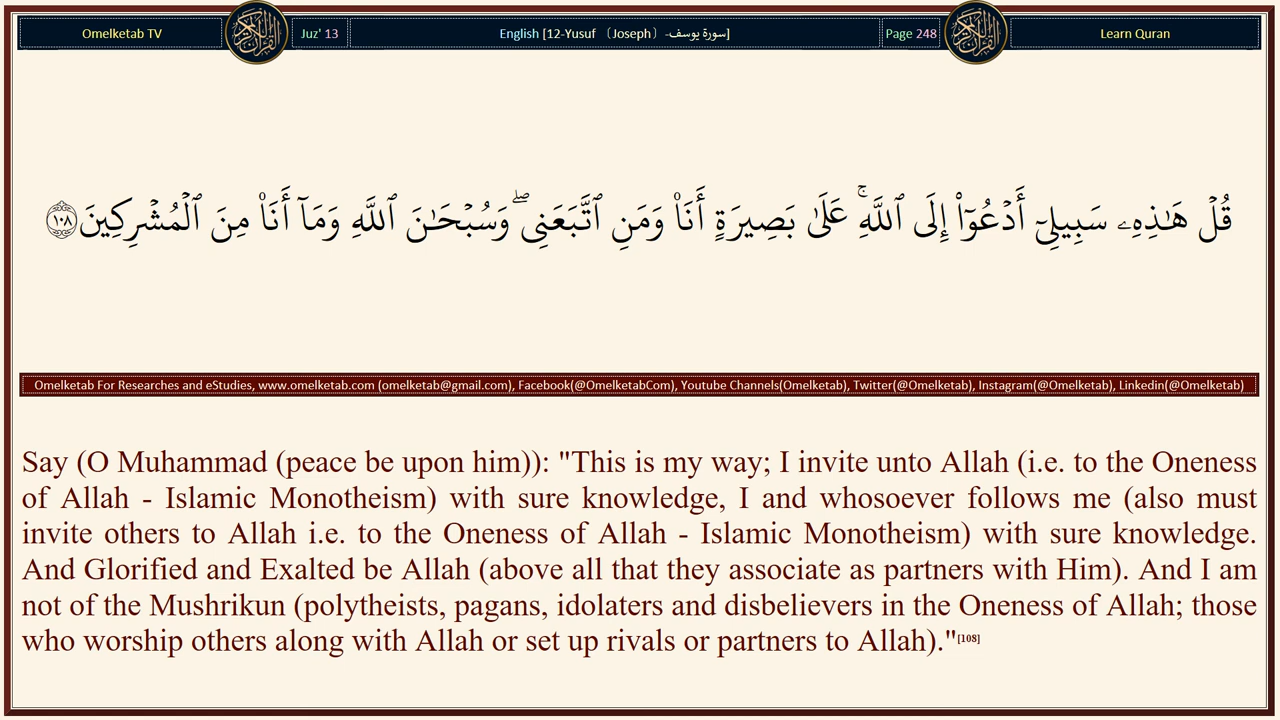 Omelketab TV
Juz' 13
English [12-Yusuf （Joseph） -سورة يوسف]
Page 248
Learn Quran
قُلۡ هَٰذِهِۦ سَبِيلِيٓ أَدۡعُوٓاْ إِلَى ٱللَّهِۚ عَلَىٰ بَصِيرَةٍ أَنَا۠ وَمَنِ ٱتَّبَعَنِيۖ وَسُبۡحَٰنَ ٱللَّهِ وَمَآ أَنَا۠ مِنَ ٱلۡمُشۡرِكِينَ ١٠٨
Omelketab For Researches and eStudies, www.omelketab.com (omelketab@gmail.com), Facebook(@OmelketabCom), Youtube Channels(Omelketab), Twitter(@Omelketab), Instagram(@Omelketab), Linkedin(@Omelketab)
Say (O Muhammad (peace be upon him)): "This is my way; I invite unto Allah (i.e. to the Oneness
of Allah - Islamic Monotheism) with sure knowledge, I and whosoever follows me (also must
invite others to Allah i.e. to the Oneness of Allah - Islamic Monotheism) with sure knowledge.
And Glorified and Exalted be Allah (above all that they associate as partners with Him). And I am
not of the Mushrikun (polytheists, pagans, idolaters and disbelievers in the Oneness of Allah; those
who worship others along with Allah or set up rivals or partners to Allah)."[108]